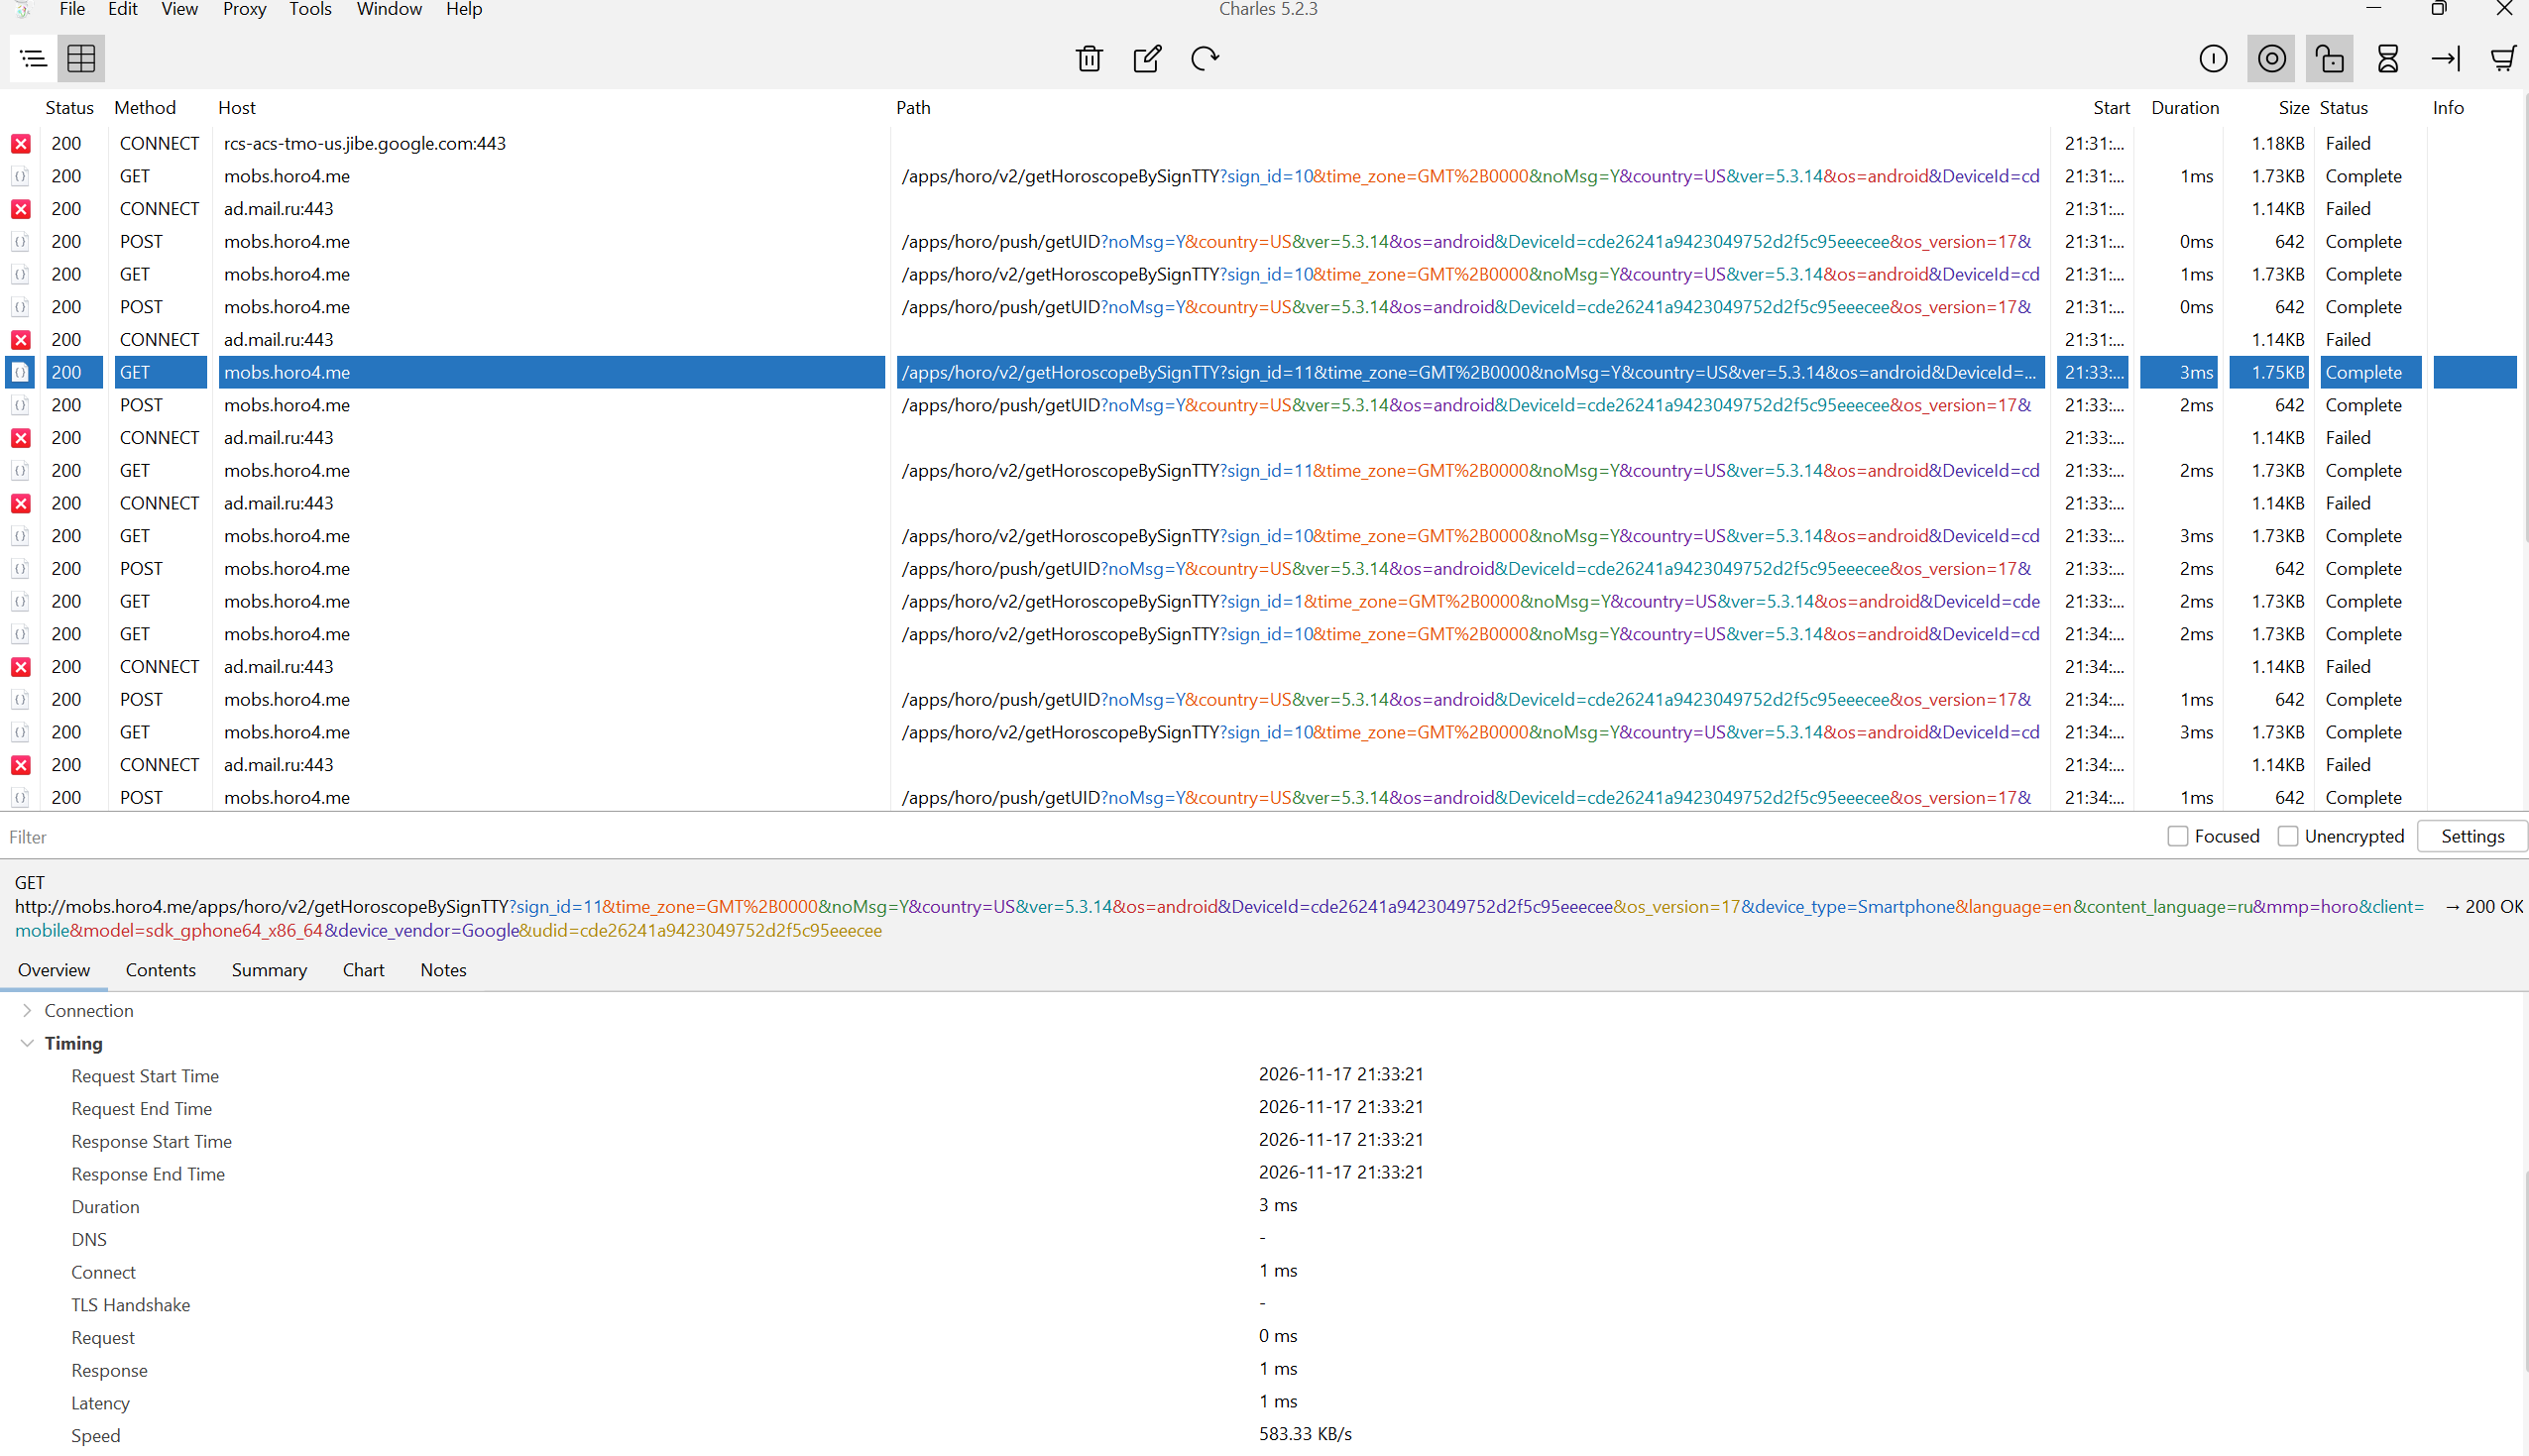 File Edit View Proxy Tools Window Help Charles 5.2.3
Status Method Host Path Start Duration Size Status Info
200 CONNECT rcs-acs-tmo-us.jibe.google.com:443 21:31:... 1.18KB Failed
200 GET mobs.horo4.me /apps/horo/v2/getHoroscopeBySignTTY?sign_id=10&time_zone=GMT%2B0000&noMsg=Y&country=US&ver=5.3.14&os=android&DeviceId=cd 21:31:... 1ms 1.73KB Complete
200 CONNECT ad.mail.ru:443 21:31:... 1.14KB Failed
200 POST mobs.horo4.me /apps/horo/push/getUID?noMsg=Y&country=US&ver=5.3.14&os=android&DeviceId=cde26241a9423049752d2f5c95eeecee&os_version=17& 21:31:... 0ms 642 Complete
200 GET mobs.horo4.me /apps/horo/v2/getHoroscopeBySignTTY?sign_id=10&time_zone=GMT%2B0000&noMsg=Y&country=US&ver=5.3.14&os=android&DeviceId=cd 21:31:... 1ms 1.73KB Complete
200 POST mobs.horo4.me /apps/horo/push/getUID?noMsg=Y&country=US&ver=5.3.14&os=android&DeviceId=cde26241a9423049752d2f5c95eeecee&os_version=17& 21:31:... 0ms 642 Complete
200 CONNECT ad.mail.ru:443 21:31:... 1.14KB Failed
200 GET mobs.horo4.me /apps/horo/v2/getHoroscopeBySignTTY?sign_id=11&time_zone=GMT%2B0000&noMsg=Y&country=US&ver=5.3.14&os=android&DeviceId=... 21:33:... 3ms 1.75KB Complete
200 POST mobs.horo4.me /apps/horo/push/getUID?noMsg=Y&country=US&ver=5.3.14&os=android&DeviceId=cde26241a9423049752d2f5c95eeecee&os_version=17& 21:33:... 2ms 642 Complete
200 CONNECT ad.mail.ru:443 21:33:... 1.14KB Failed
200 GET mobs.horo4.me /apps/horo/v2/getHoroscopeBySignTTY?sign_id=11&time_zone=GMT%2B0000&noMsg=Y&country=US&ver=5.3.14&os=android&DeviceId=cd 21:33:... 2ms 1.73KB Complete
200 CONNECT ad.mail.ru:443 21:33:... 1.14KB Failed
200 GET mobs.horo4.me /apps/horo/v2/getHoroscopeBySignTTY?sign_id=10&time_zone=GMT%2B0000&noMsg=Y&country=US&ver=5.3.14&os=android&DeviceId=cd 21:33:... 3ms 1.73KB Complete
200 POST mobs.horo4.me /apps/horo/push/getUID?noMsg=Y&country=US&ver=5.3.14&os=android&DeviceId=cde26241a9423049752d2f5c95eeecee&os_version=17& 21:33:... 2ms 642 Complete
200 GET mobs.horo4.me /apps/horo/v2/getHoroscopeBySignTTY?sign_id=1&time_zone=GMT%2B0000&noMsg=Y&country=US&ver=5.3.14&os=android&DeviceId=cde 21:33:... 2ms 1.73KB Complete
200 GET mobs.horo4.me /apps/horo/v2/getHoroscopeBySignTTY?sign_id=10&time_zone=GMT%2B0000&noMsg=Y&country=US&ver=5.3.14&os=android&DeviceId=cd 21:34:... 2ms 1.73KB Complete
200 CONNECT ad.mail.ru:443 21:34:... 1.14KB Failed
200 POST mobs.horo4.me /apps/horo/push/getUID?noMsg=Y&country=US&ver=5.3.14&os=android&DeviceId=cde26241a9423049752d2f5c95eeecee&os_version=17& 21:34:... 1ms 642 Complete
200 GET mobs.horo4.me /apps/horo/v2/getHoroscopeBySignTTY?sign_id=10&time_zone=GMT%2B0000&noMsg=Y&country=US&ver=5.3.14&os=android&DeviceId=cd 21:34:... 3ms 1.73KB Complete
200 CONNECT ad.mail.ru:443 21:34:... 1.14KB Failed
200 POST mobs.horo4.me /apps/horo/push/getUID?noMsg=Y&country=US&ver=5.3.14&os=android&DeviceId=cde26241a9423049752d2f5c95eeecee&os_version=17& 21:34:... 1ms 642 Complete
Filter Focused Unencrypted Settings
GET
http://mobs.horo4.me/apps/horo/v2/getHoroscopeBySignTTY?sign_id=11&time_zone=GMT%2B0000&noMsg=Y&country=US&ver=5.3.14&os=android&DeviceId=cde26241a9423049752d2f5c95eeecee&os_version=17&device_type=Smartphone&language=en&content_language=ru&mmp=horo&client= → 200 OK
mobile&model=sdk_gphone64_x86_64&device_vendor=Google&udid=cde26241a9423049752d2f5c95eeecee
Overview Contents Summary Chart Notes
Connection
Timing
Request Start Time 2026-11-17 21:33:21
Request End Time 2026-11-17 21:33:21
Response Start Time 2026-11-17 21:33:21
Response End Time 2026-11-17 21:33:21
Duration 3 ms
DNS -
Connect 1 ms
TLS Handshake -
Request 0 ms
Response 1 ms
Latency 1 ms
Speed 583.33 KB/s